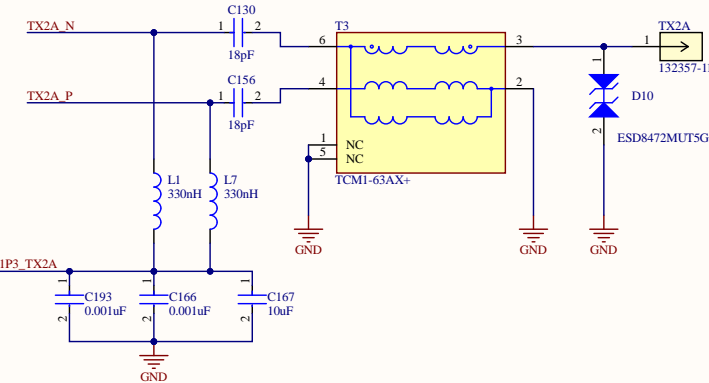 C130
T3
TX2A
TX2A_N
1
2
6
3
1
18pF
132357-1
C156
4
2
TX2A_P
1
2
1
D10
18pF
2
ESD8472MUT5G
1
NC
5
NC
TCM1-63AX+
L1
330nH
L7
330nH
GND
GND
GND
1P3_TX2A
1
1
1
C193
0.001uF
C166
0.001uF
C167
10uF
2
2
2
GND